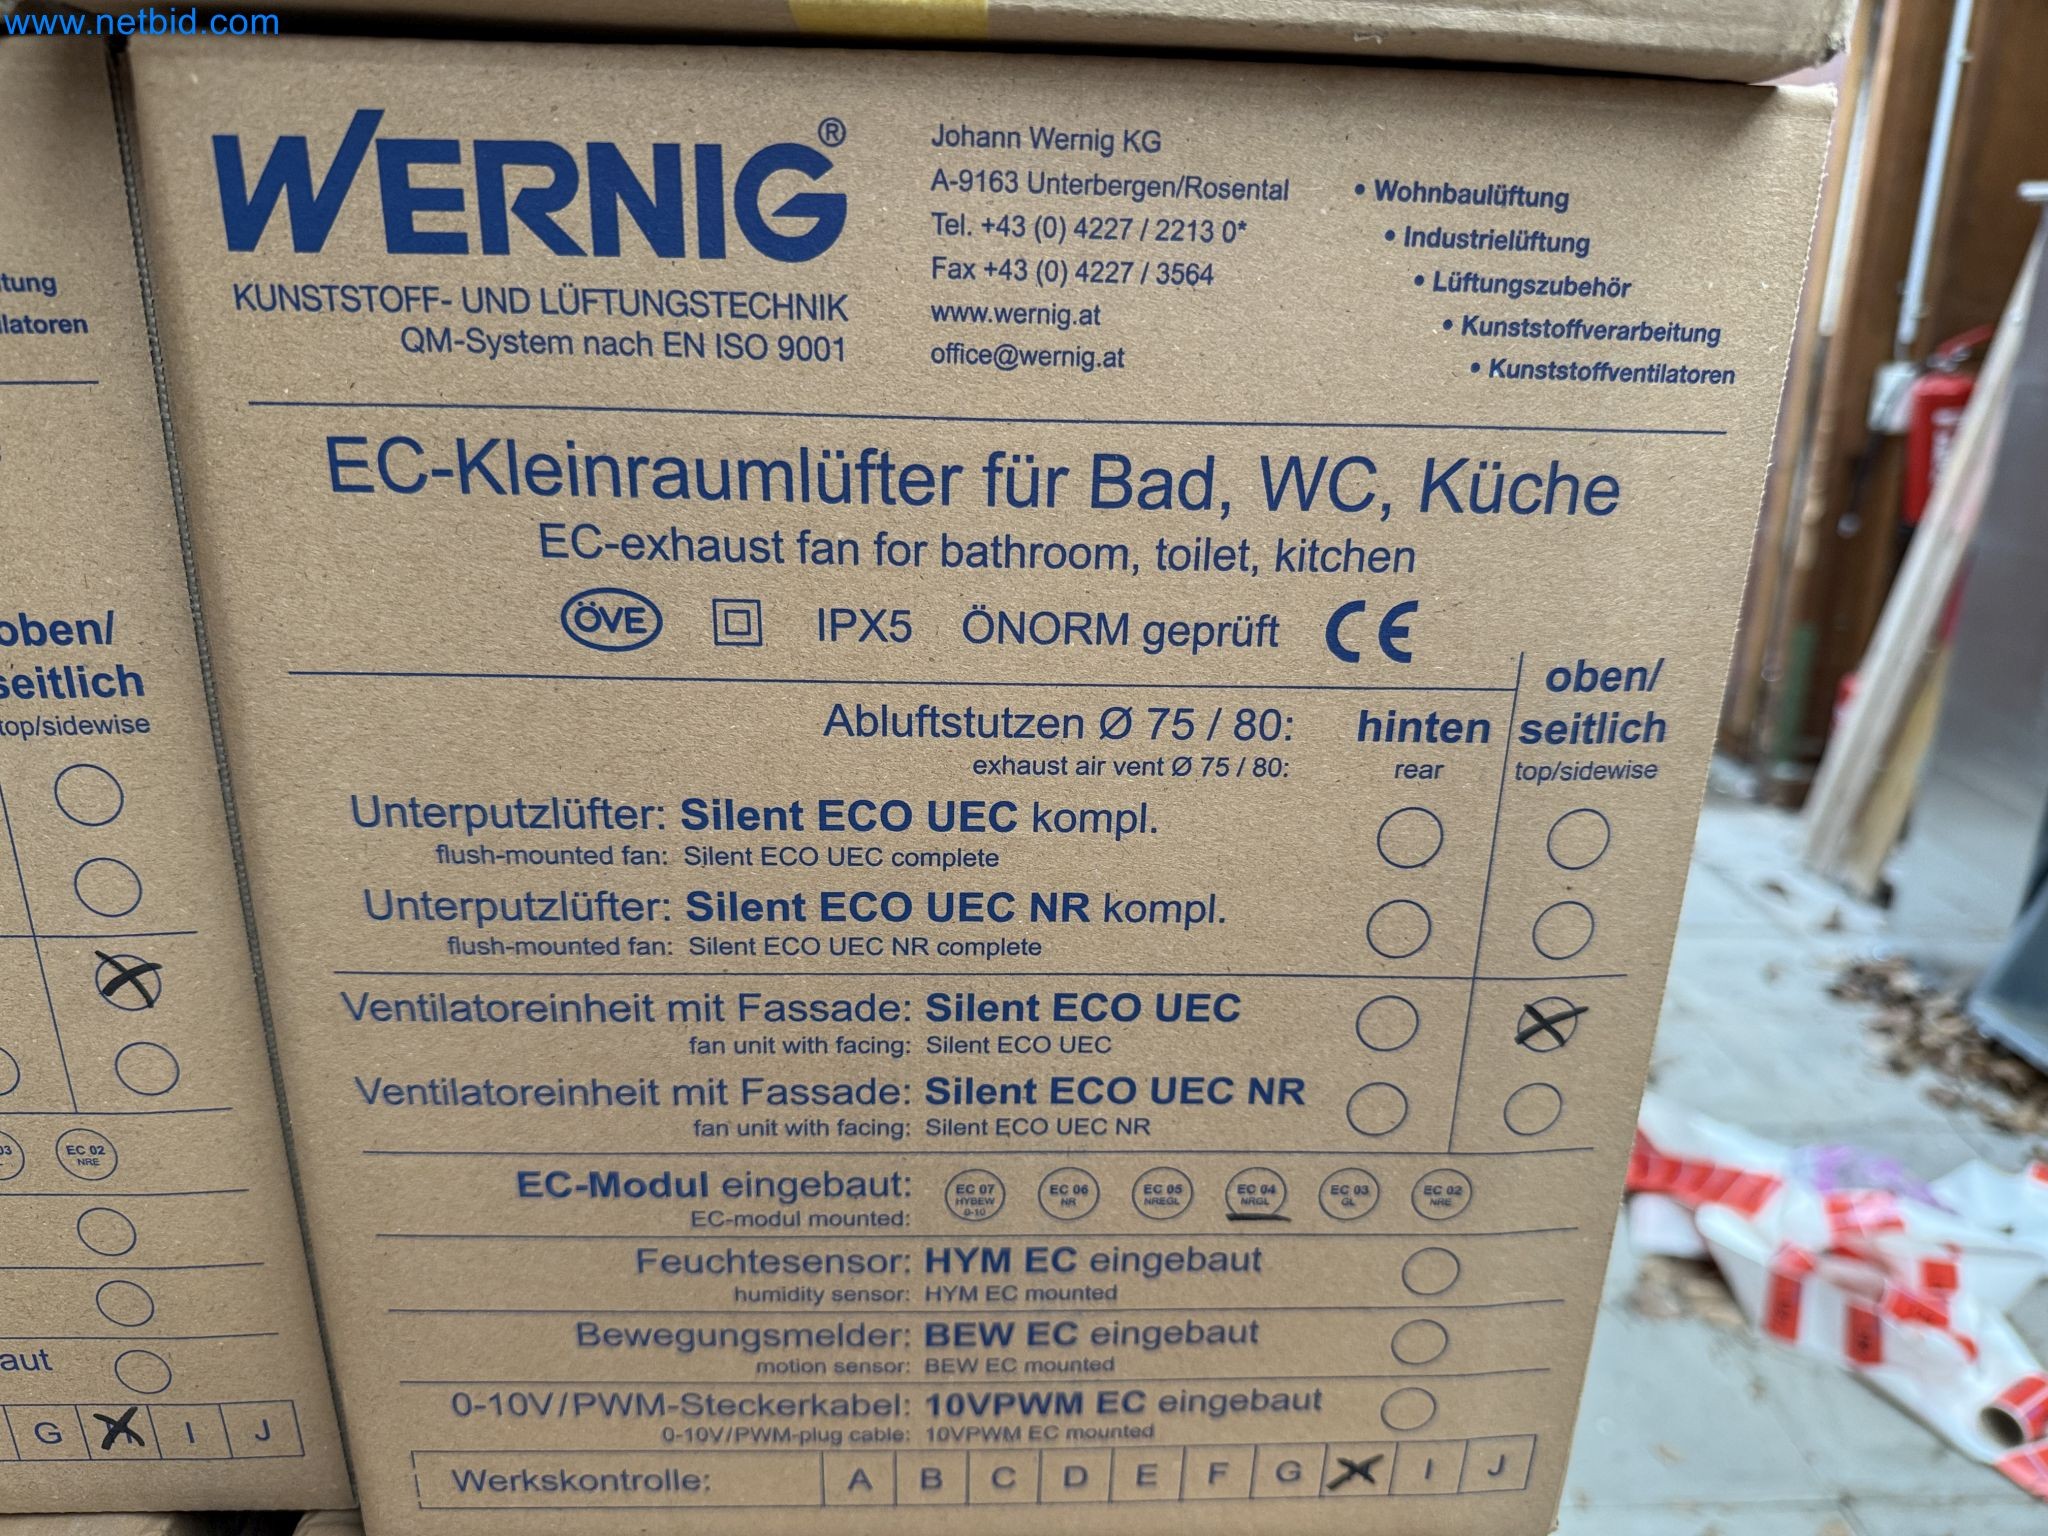 www.netbid.com
WERNIG®
KUNSTSTOFF- UND LÜFTUNGSTECHNIK
QM-System nach EN ISO 9001
Johann Wernig KG
A-9163 Unterbergen/Rosental
Tel. +43 (0) 4227 / 2213 0*
Fax +43 (0) 4227 / 3564
www.wernig.at
office@wernig.at
• Wohnbaulüftung
• Industrielüftung
• Lüftungszubehör
• Kunststoffverarbeitung
• Kunststoffventilatoren
EC-Kleinraumlüfter für Bad, WC, Küche
EC-exhaust fan for bathroom, toilet, kitchen
ÖVE IPX5 ÖNORM geprüft CE
Abluftstutzen Ø 75 / 80:
exhaust air vent Ø 75 / 80:
hinten
rear
oben/
seitlich
top/sidewise
Unterputzlüfter: Silent ECO UEC kompl.
flush-mounted fan: Silent ECO UEC complete
Unterputzlüfter: Silent ECO UEC NR kompl.
flush-mounted fan: Silent ECO UEC NR complete
Ventilatoreinheit mit Fassade: Silent ECO UEC
fan unit with facing: Silent ECO UEC
Ventilatoreinheit mit Fassade: Silent ECO UEC NR
fan unit with facing: Silent ECO UEC NR
EC-Modul eingebaut:
EC-modul mounted:
EC 07
HYBEW
0-10
EC 06
NR
EC 05
NREGL
EC 04
NRGL
EC 03
GL
EC 02
NRE
Feuchtesensor: HYM EC eingebaut
humidity sensor: HYM EC mounted
Bewegungsmelder: BEW EC eingebaut
motion sensor: BEW EC mounted
0-10V/PWM-Steckerkabel: 10VPWM EC eingebaut
0-10V/PWM-plug cable: 10VPWM EC mounted
Werkskontrolle: A B C D E F G I J
tung
latoren
oben/
seitlich
top/sidewise
03
EC 02
NRE
aut
G I J